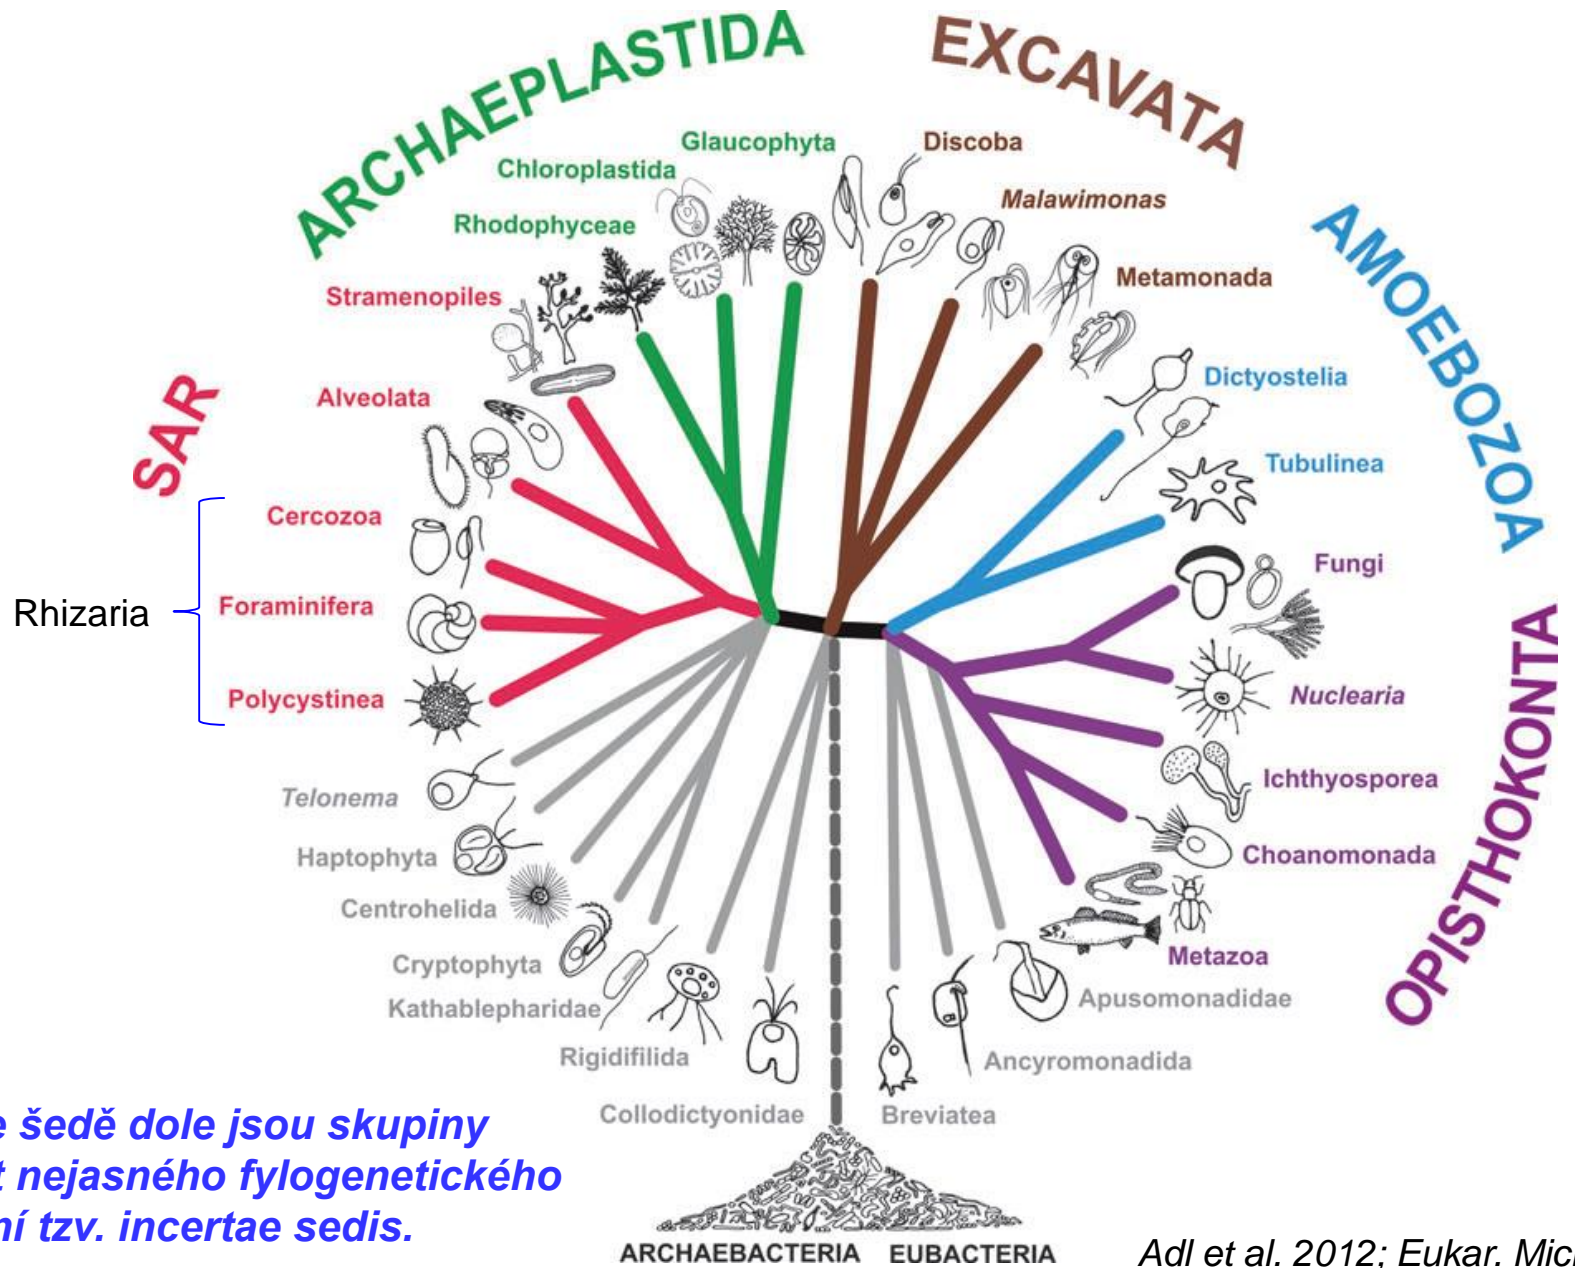 ARCHAEPLASTIDA
EXCAVATA
AMOEBOZOA
OPISTHOKONTA
SAR
Glaucophyta
Chloroplastida
Rhodophyceae
Stramenopiles
Alveolata
Cercozoa
Rhizaria
Foraminifera
Polycystinea
Discoba
Malawimonas
Metamonada
Dictyostelia
Tubulinea
Fungi
Nuclearia
Ichthyosporea
Choanomonada
Metazoa
Telonema
Haptophyta
Centrohelida
Cryptophyta
Kathablepharidae
Rigidifilida
Collodictyonidae
Apusomonadidae
Ancyromonadida
Breviatea
šedě dole jsou skupiny
nejasného fylogenetického
tzv. incertae sedis.
ARCHAEBACTERIA EUBACTERIA
Adl et al. 2012; Eukar.